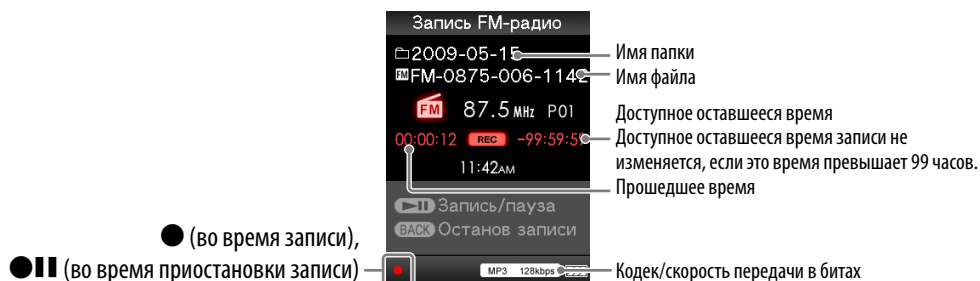 Запись FM-радио
2009-05-15
FM FM-0875-006-1142
FM 87.5 MHz P01
00:00:12 REC -99:59:59
11:42AM
►II Запись/пауза
BACK Останов записи
MP3 128kbps
Имя папки
Имя файла
Доступное оставшееся время
Доступное оставшееся время записи не
изменяется, если это время превышает 99 часов.
Прошедшее время
Кодек/скорость передачи в битах
● (во время записи),
●II (во время приостановки записи)